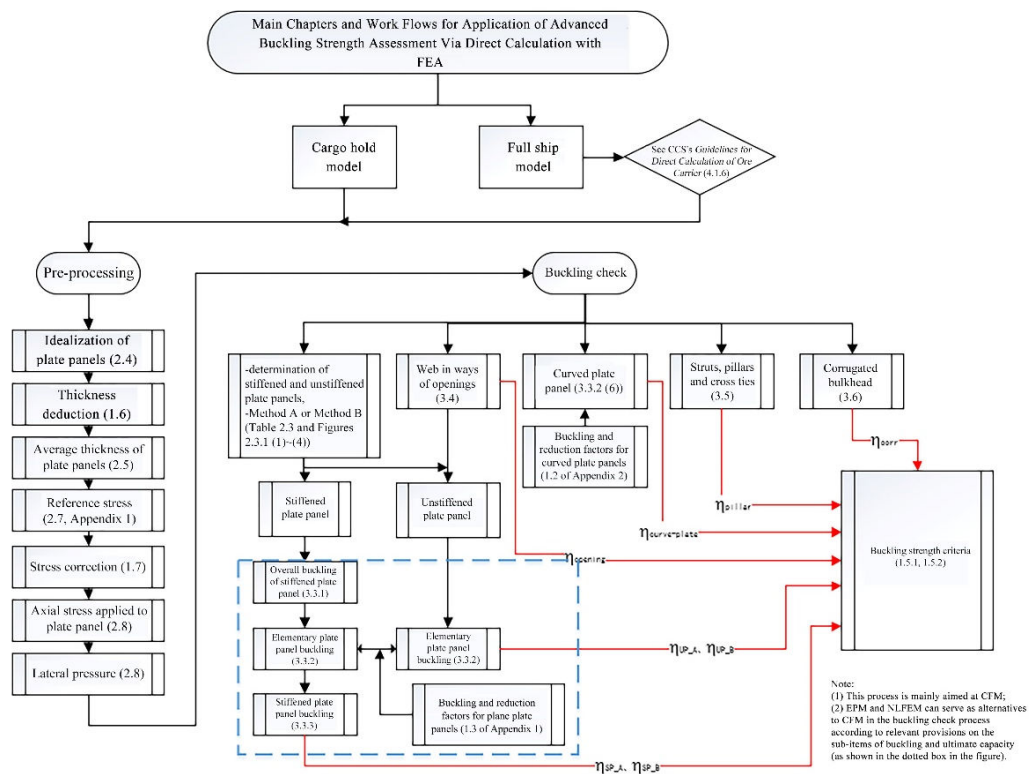 Main Chapters and Work Flows for Application of Advanced
Buckling Strength Assessment Via Direct Calculation with
FEA
Cargo hold
model
Full ship
model
See CCS's Guidelines for
Direct Calculation of Ore
Carrier (4.1.6)
Pre-processing
Buckling check
Idealization of
plate panels (2.4)
Thickness
deduction (1.6)
Average thickness of
plate panels (2.5)
Reference stress
(2.7, Appendix 1)
Stress correction (1.7)
Axial stress applied to
plate panel (2.8)
Lateral pressure (2.8)
-determination of
stiffened and unstiffened
plate panels,
-Method A or Method B
(Table 2.3 and Figures
2.3.1 (1)~(4))
Web in ways
of openings
(3.4)
Curved plate
panel (3.3.2 (6))
Struts, pillars
and cross ties
(3.5)
Corrugated
bulkhead
(3.6)
Buckling and
reduction factors for
curved plate panels
(1.2 of Appendix 2)
Stiffened
plate panel
Unstiffened
plate panel
ηcorr
ηpillar
ηcurve-plate
ηopening
Buckling strength criteria
(1.5.1, 1.5.2)
Overall buckling
of stiffened plate
panel (3.3.1)
Elementary plate
panel buckling
(3.3.2)
Elementary
plate panel
buckling (3.3.2)
ηUP_A、ηUP_B
Stiffened plate
panel buckling
(3.3.3)
Buckling and reduction
factors for plane plate
panels (1.3 of Appendix 1)
ηSP_A、ηSP_B
Note:
(1) This process is mainly aimed at CFM;
(2) EPM and NLFEM can serve as alternatives
to CFM in the buckling check process
according to relevant provisions on the
sub-items of buckling and ultimate capacity
(as shown in the dotted box in the figure).